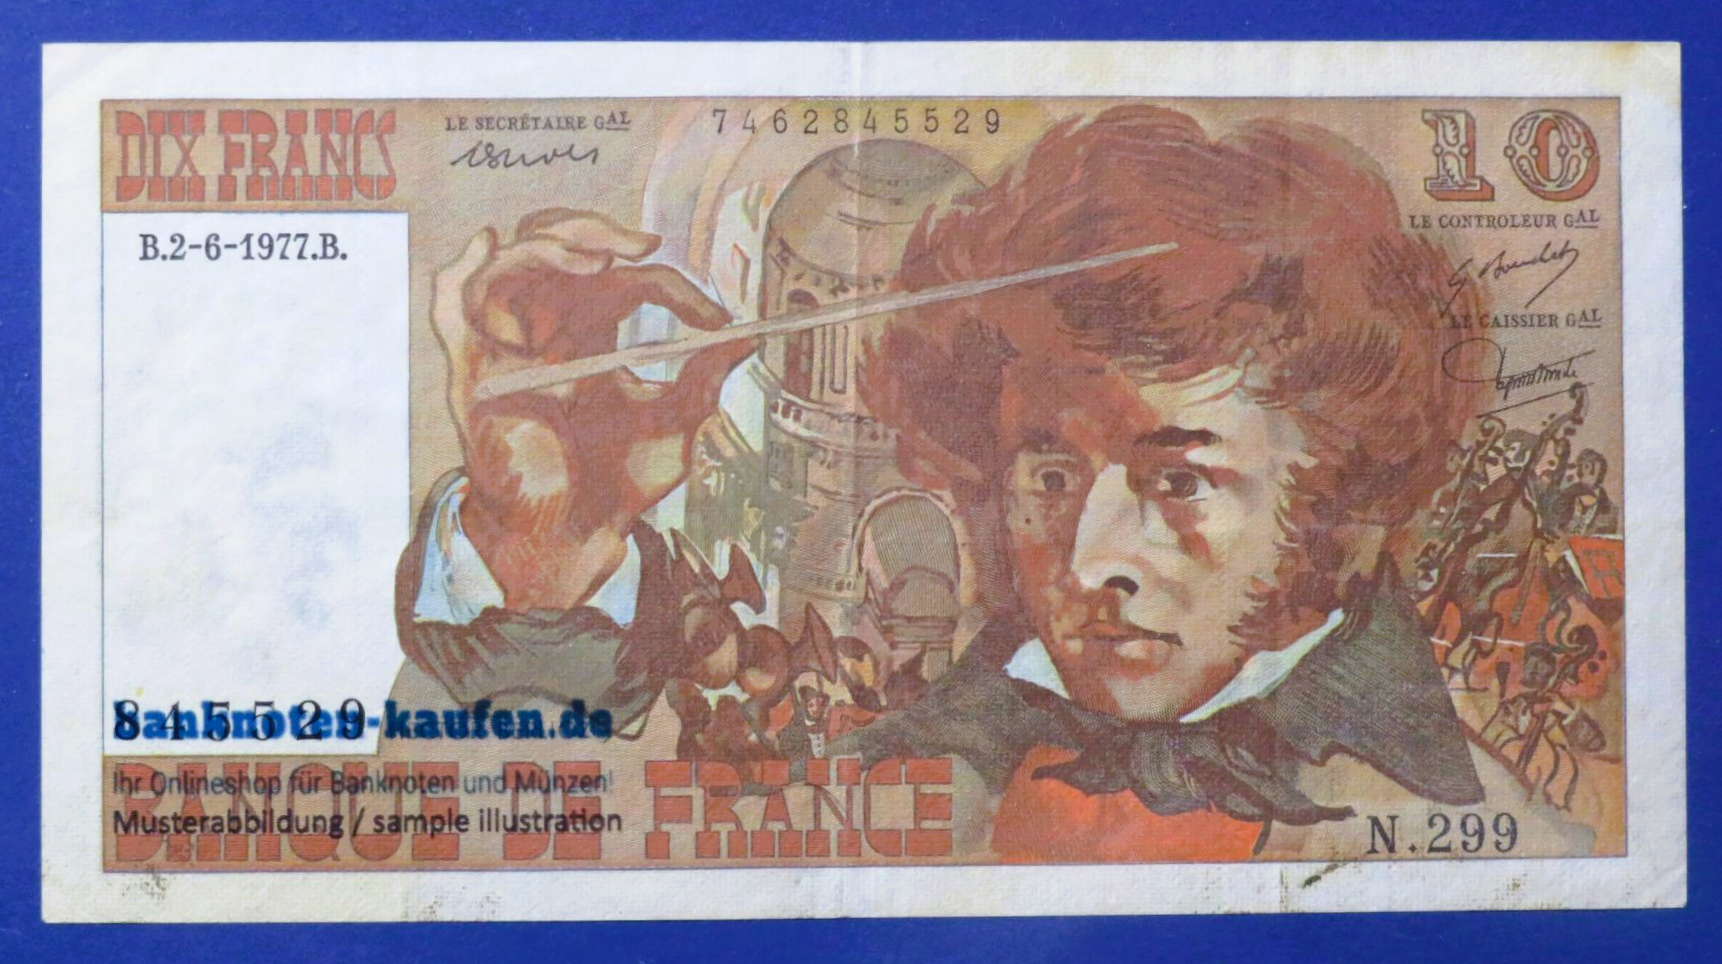 DIX FRANCS
LE SECRÉTAIRE GAL
7462845529
10
LE CONTROLEUR GAL
B.2-6-1977.B.
G Bouchet
LE CAISSIER GAL
845529
banknoten-kaufen.de
Ihr Onlineshop für Banknoten und Münzen!
Musterabbildung / sample illustration
BANQUE DE FRANCE
N.299